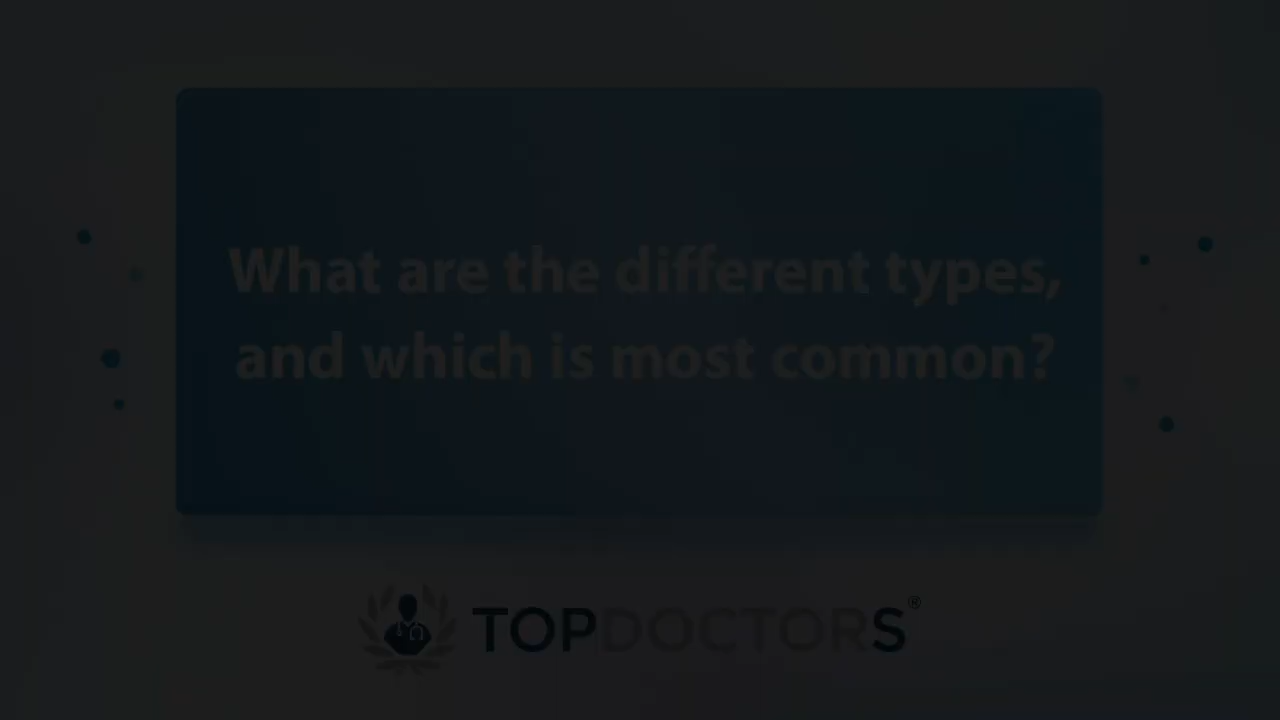 What are the different types,
and which is most common?
TOPDOCTORS®